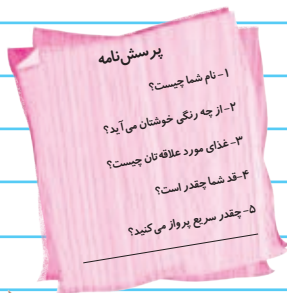 پرسش‌نامه
۱- نام شما چیست؟
۲- از چه رنگی خوشتان می‌آید؟
۳- غذای مورد علاقه‌تان چیست؟
۴- قد شما چقدر است؟
۵- چقدر سریع پرواز می‌کنید؟